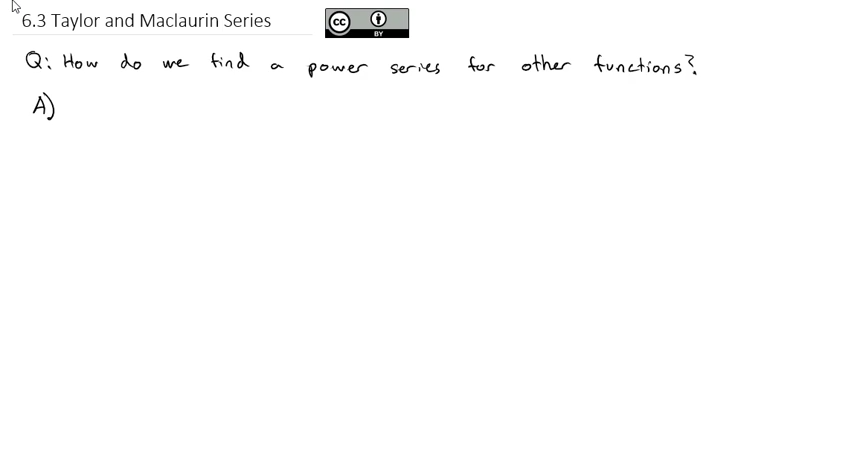 6.3 Taylor and Maclaurin Series
cc
BY
Q: How do we find a power series for other functions?
A)